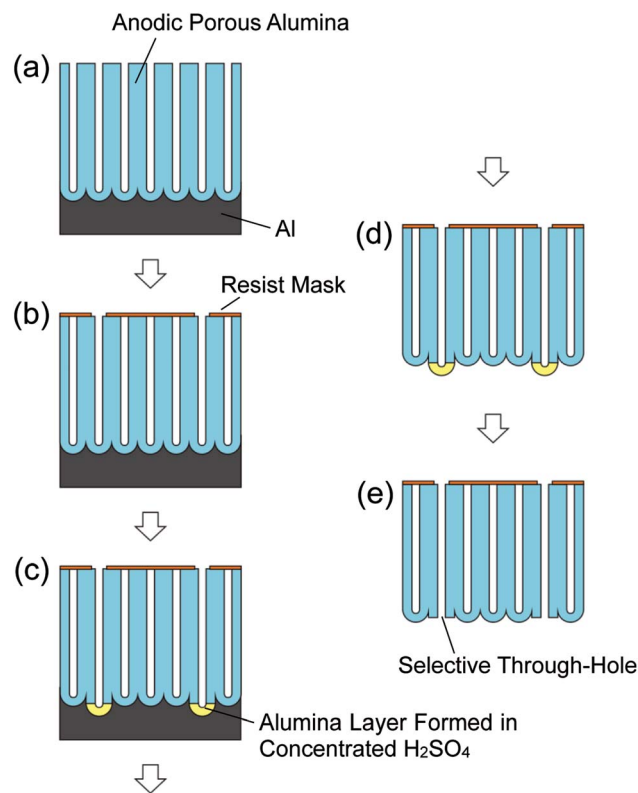 Anodic Porous Alumina
(a)
Al
(b)
Resist Mask
(c)
Alumina Layer Formed in
Concentrated H₂SO₄
(d)
(e)
Selective Through-Hole